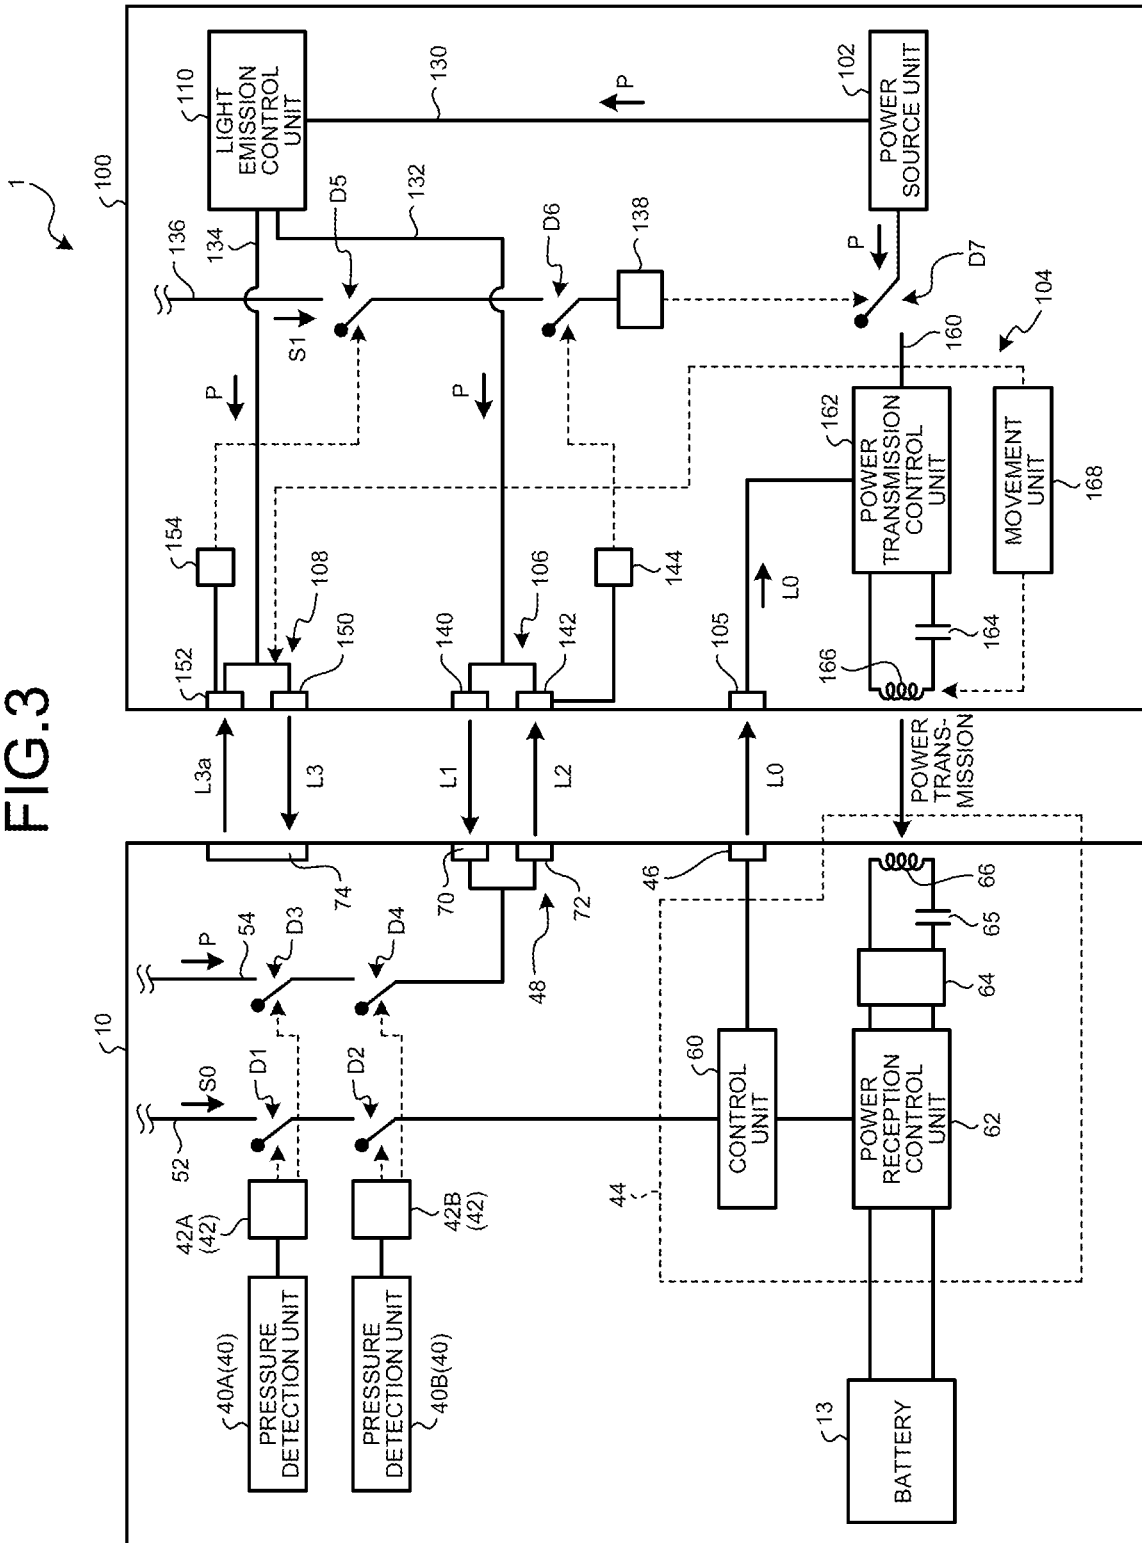 FIG.3
1
10
100
52
S0
P
54
D1
D3
D2
D4
42A
(42)
42B
(42)
40A(40)
PRESSURE
DETECTION UNIT
40B(40)
PRESSURE
DETECTION UNIT
74
70
72
48
46
44
60
CONTROL
UNIT
POWER
RECEPTION
CONTROL
UNIT
62
64
65
66
13
BATTERY
L3a
L3
L1
L2
L0
POWER
TRANS-
MISSION
152
154
108
150
140
106
142
144
105
L0
166
164
162
POWER
TRANSMISSION
CONTROL
UNIT
MOVEMENT
UNIT
168
104
160
D7
P
136
134
S1
P
D5
132
P
D6
138
110
LIGHT
EMISSION
CONTROL
UNIT
130
P
102
POWER
SOURCE UNIT